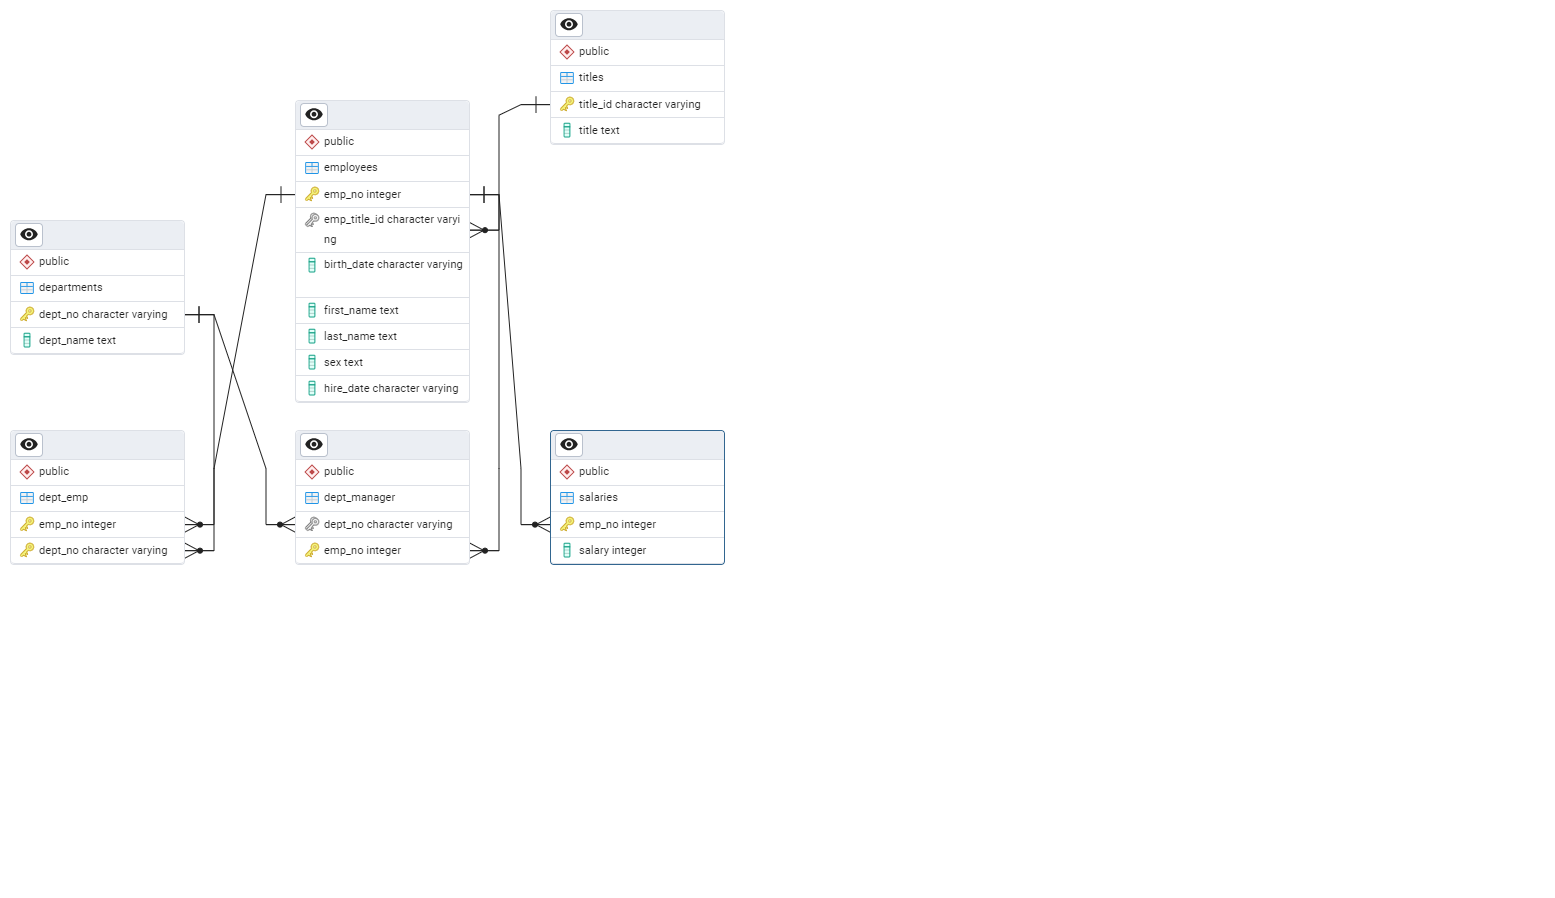 public
titles
title_id character varying
title text
public
employees
emp_no integer
emp_title_id character varyi
ng
birth_date character varying
first_name text
last_name text
sex text
hire_date character varying
public
departments
dept_no character varying
dept_name text
public
dept_emp
emp_no integer
dept_no character varying
public
dept_manager
dept_no character varying
emp_no integer
public
salaries
emp_no integer
salary integer